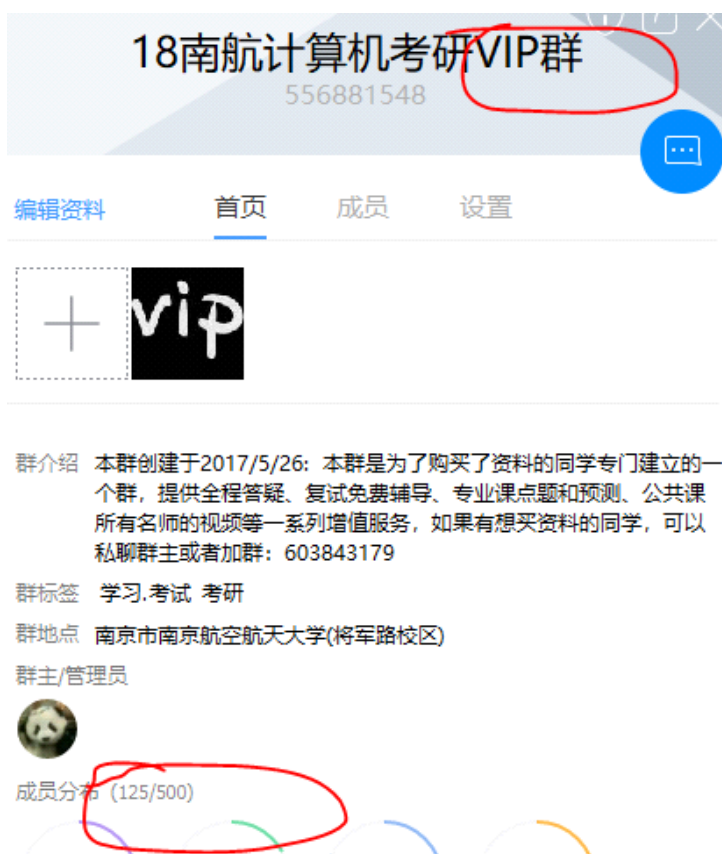 18南航计算机考研VIP群
556881548
编辑资料 首页 成员 设置
vip
群介绍 本群创建于2017/5/26：本群是为了购买了资料的同学专门建立的一
个群，提供全程答疑、复试免费辅导、专业课点题和预测、公共课
所有名师的视频等一系列增值服务，如果有想买资料的同学，可以
私聊群主或者加群：603843179
群标签 学习.考试 考研
群地点 南京市南京航空航天大学(将军路校区)
群主/管理员
成员分布 (125/500)